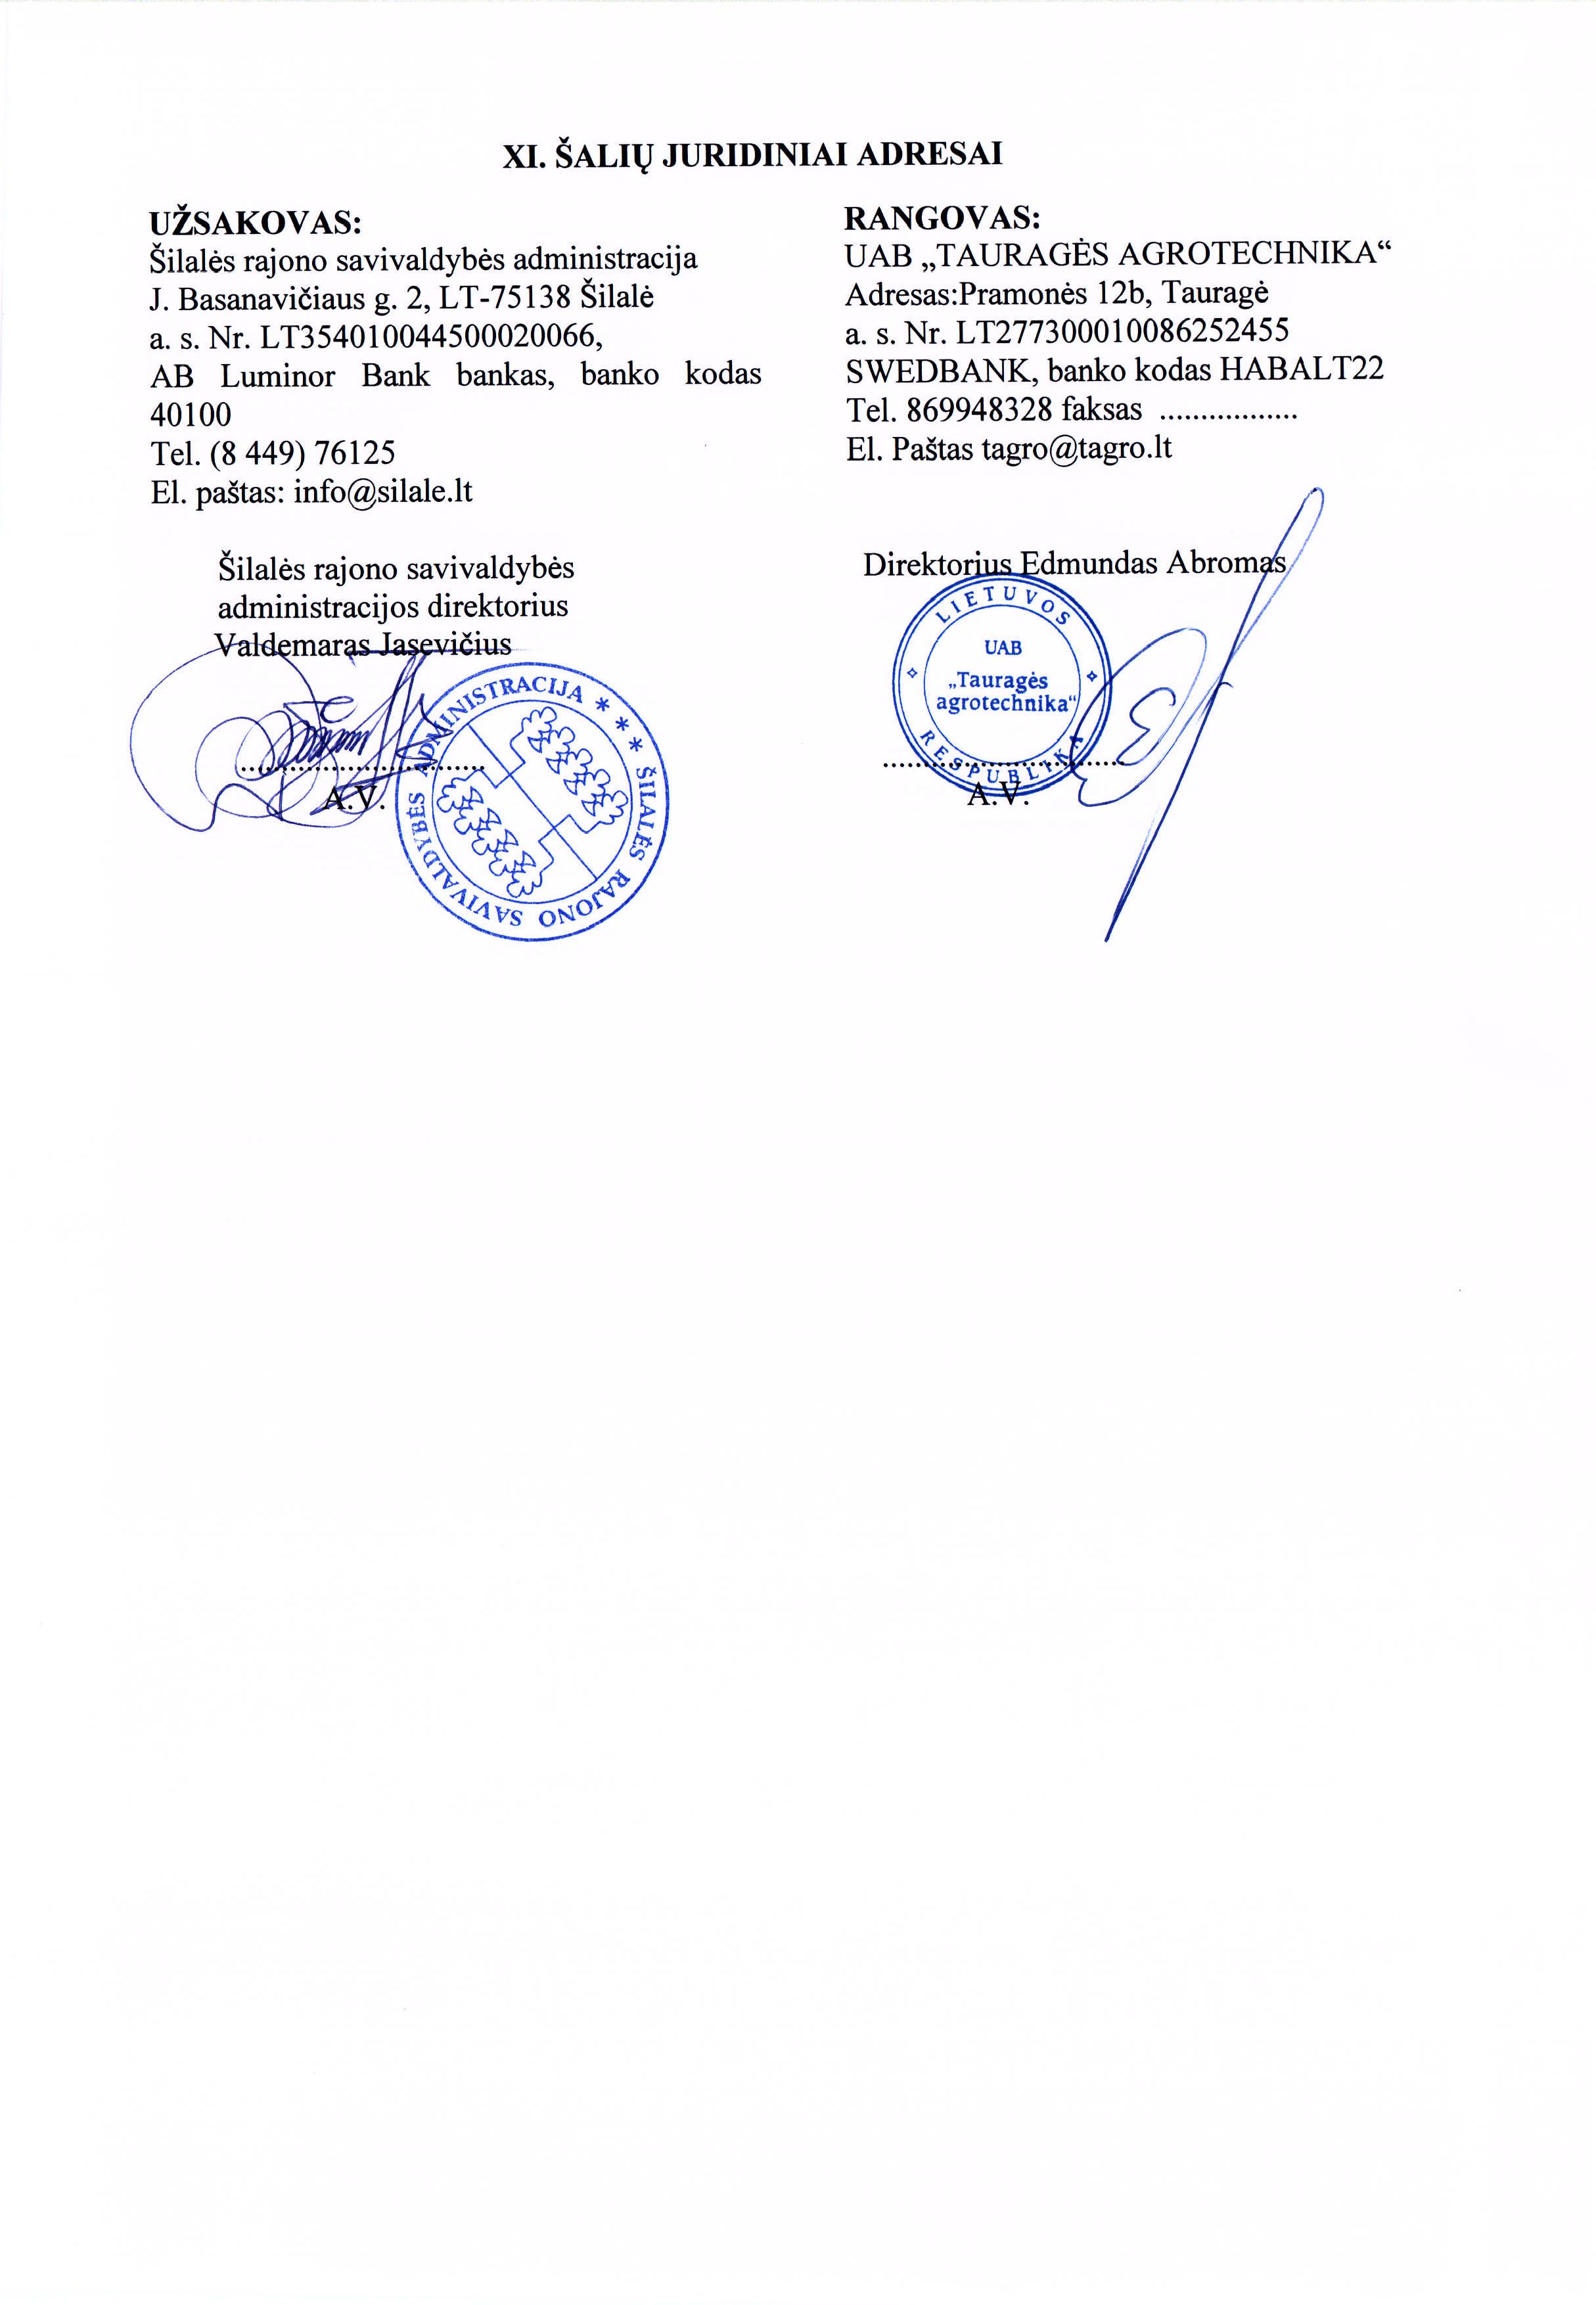 XI. ŠALIŲ JURIDINIAI ADRESAI
UŽSAKOVAS:
Šilalės rajono savivaldybės administracija
J. Basanavičiaus g. 2, LT-75138 Šilalė
a. s. Nr. LT354010044500020066,
AB Luminor Bank bankas, banko kodas
40100
Tel. (8 449) 76125
El. paštas: info@silale.lt
Šilalės rajono savivaldybės
administracijos direktorius
Valdemaras Jasevičius
..............................
A.V.
ŠILALĖS RAJONO SAVIVALDYBĖS ADMINISTRACIJA ***
RANGOVAS:
UAB „TAURAGĖS AGROTECHNIKA“
Adresas:Pramonės 12b, Tauragė
a. s. Nr. LT277300010086252455
SWEDBANK, banko kodas HABALT22
Tel. 869948328 faksas .................
El. Paštas tagro@tagro.lt
Direktorius Edmundas Abromas
LIETUVOS
UAB
„Tauragės
agrotechnika“
RESPUBLIKA
..............................
A.V.